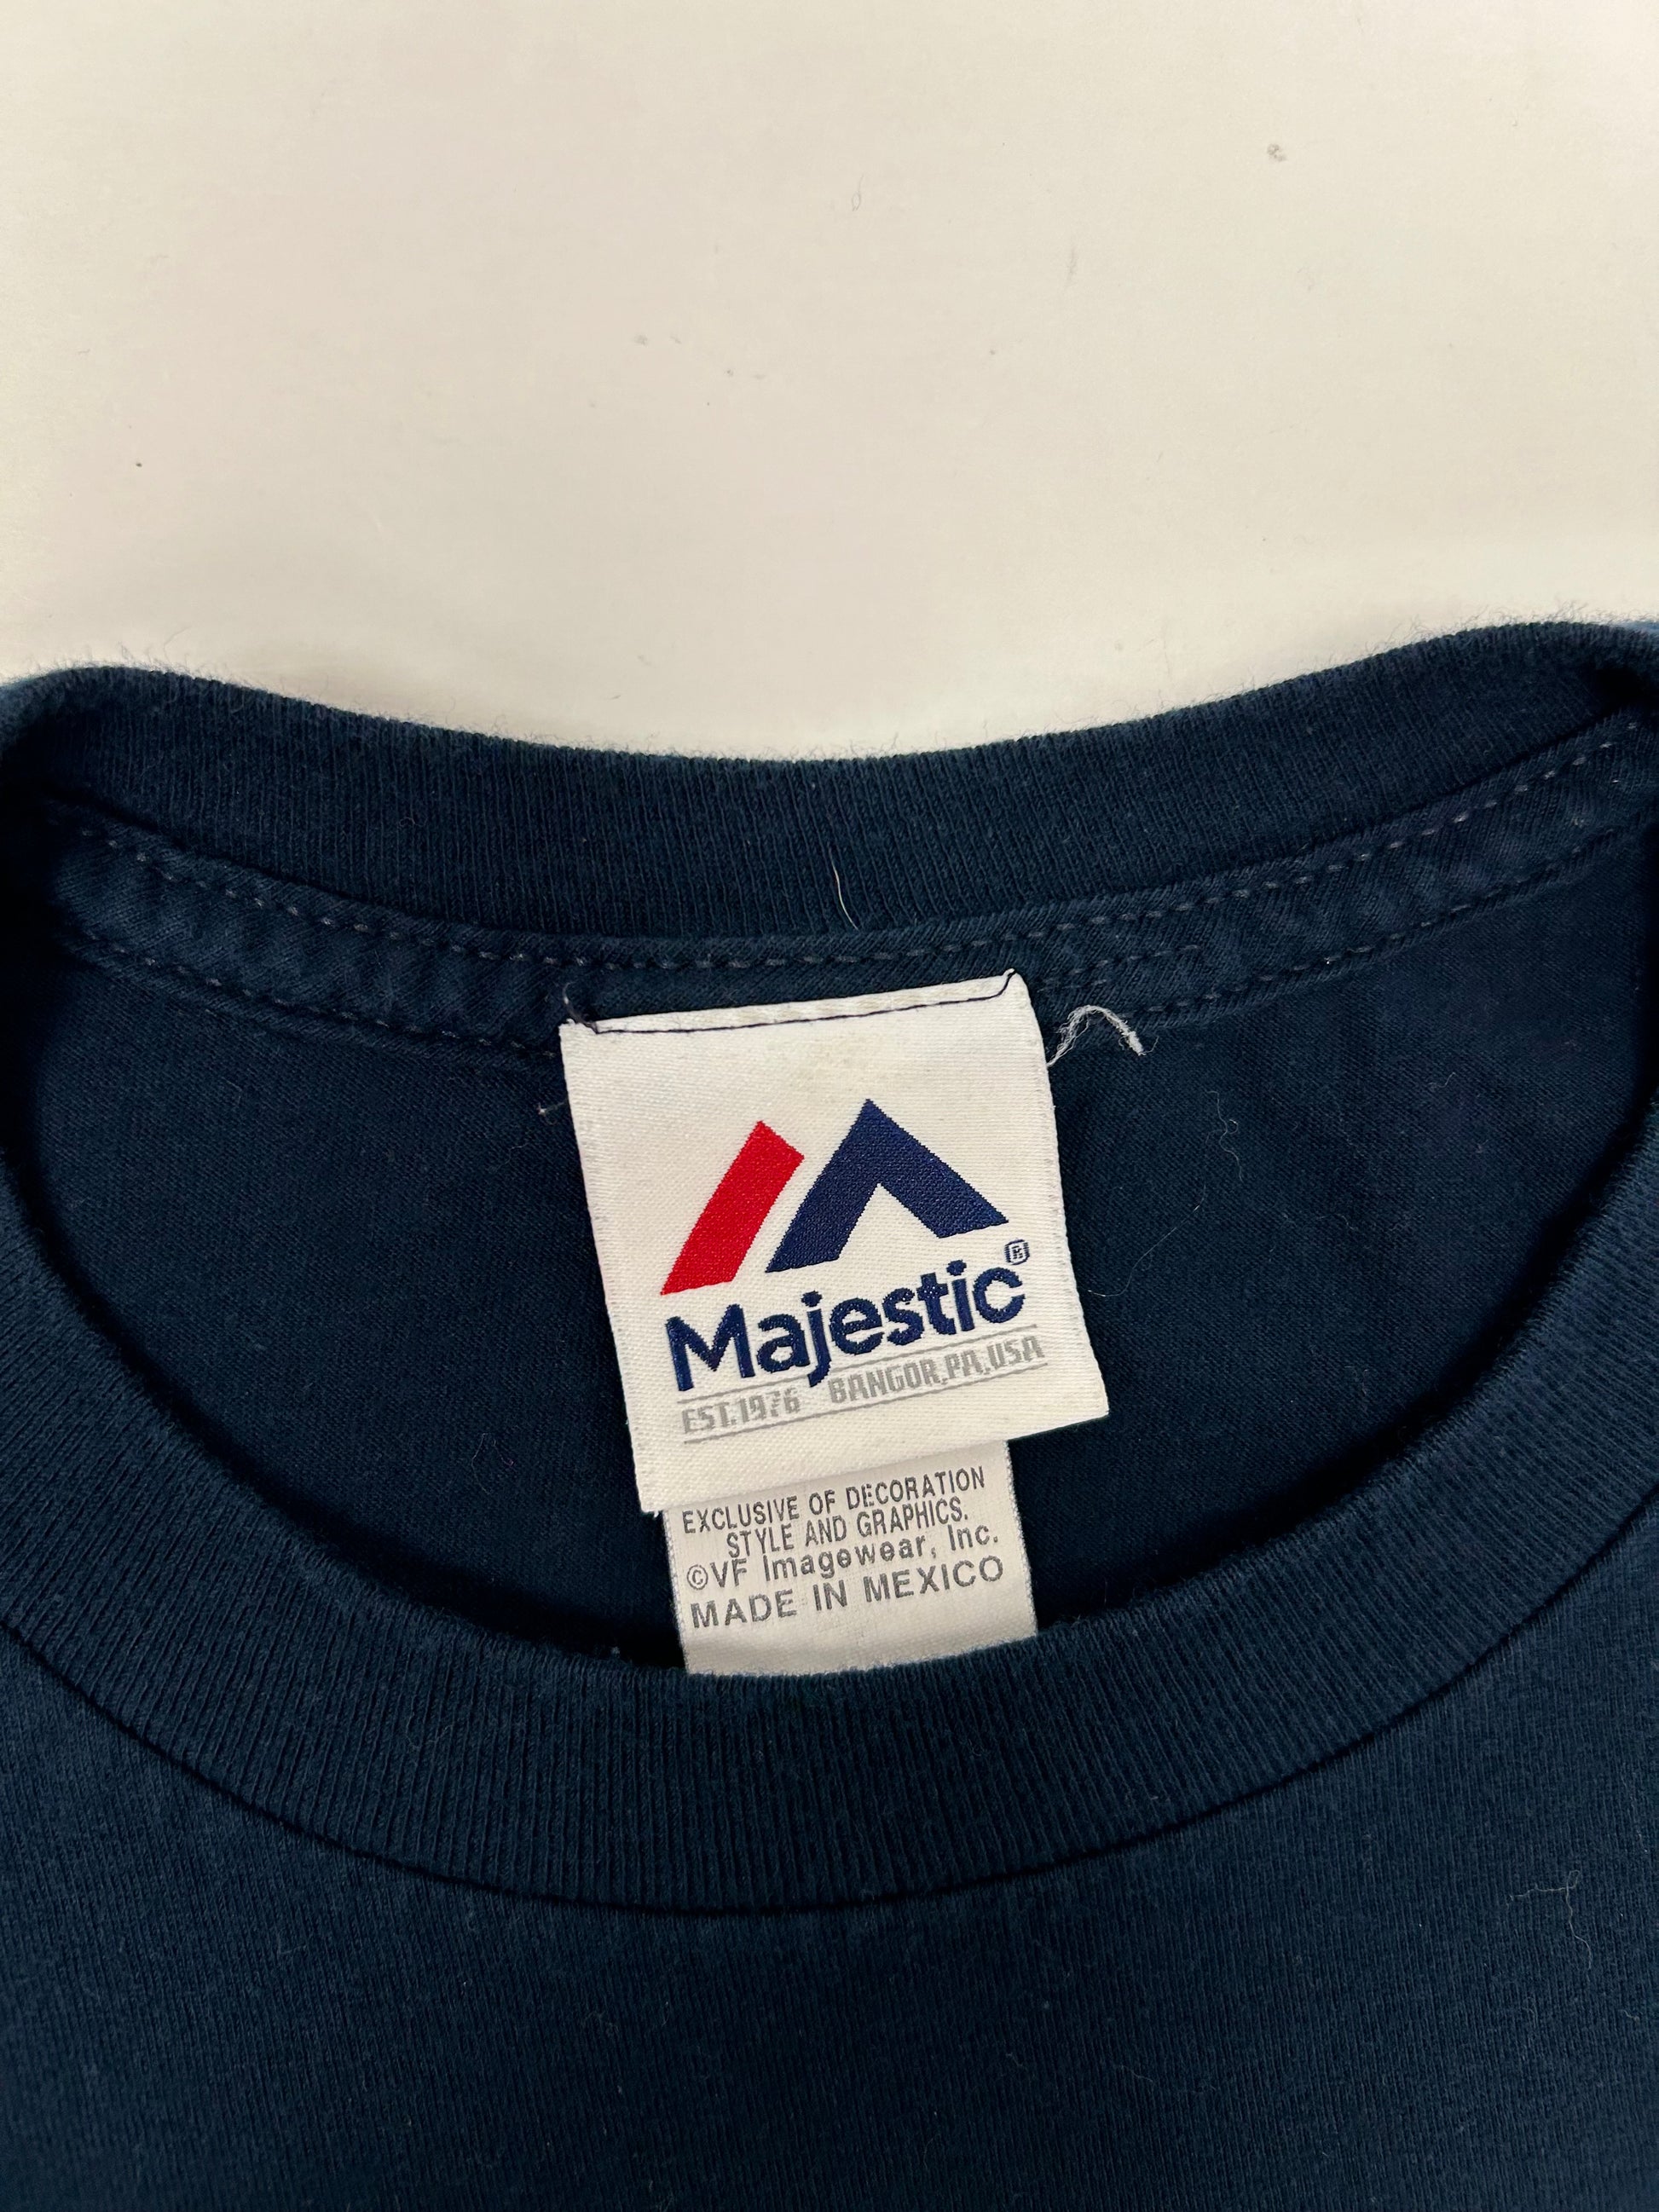 Majestic®
EST.1976 BANGOR,PA,USA
EXCLUSIVE OF DECORATION
STYLE AND GRAPHICS.
©VF Imagewear, Inc.
MADE IN MEXICO